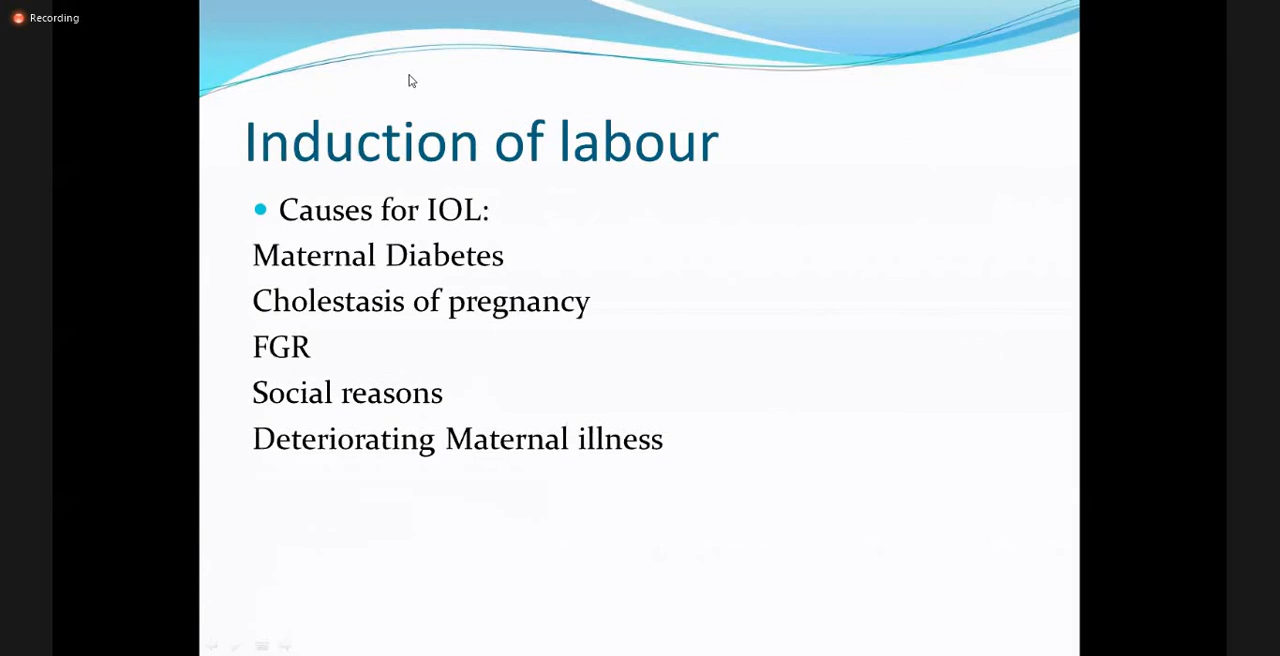 Recording
Induction of labour
• Causes for IOL:
Maternal Diabetes
Cholestasis of pregnancy
FGR
Social reasons
Deteriorating Maternal illness